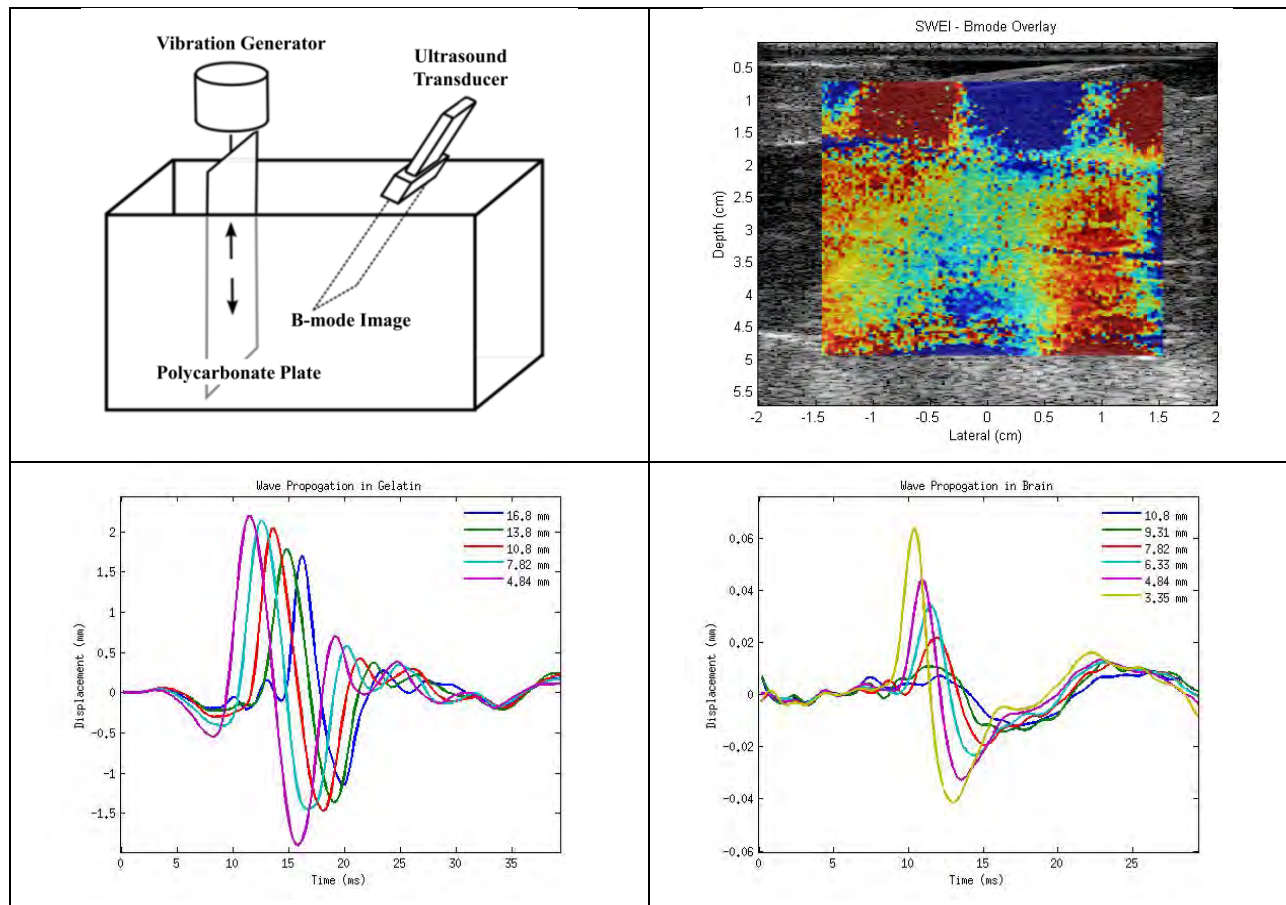 Vibration Generator
Ultrasound
Transducer
B-mode Image
Polycarbonate Plate
SWEI - Bmode Overlay
Depth (cm)
0.5
1
1.5
2
2.5
3
3.5
4
4.5
5
5.5
-2 -1.5 -1 -0.5 0 0.5 1 1.5 2
Lateral (cm)
Wave Propogation in Gelatin
16.8 mm
13.8 mm
10.8 mm
7.82 mm
4.84 mm
Displacement (mm)
2
1.5
1
0.5
0
-0.5
-1
-1.5
0 5 10 15 20 25 30 35
Time (ms)
Wave Propogation in Brain
10.8 mm
9.31 mm
7.82 mm
6.33 mm
4.84 mm
3.35 mm
Displacement (mm)
0.06
0.04
0.02
0
-0.02
-0.04
-0.06
0 5 10 15 20 25
Time (ms)